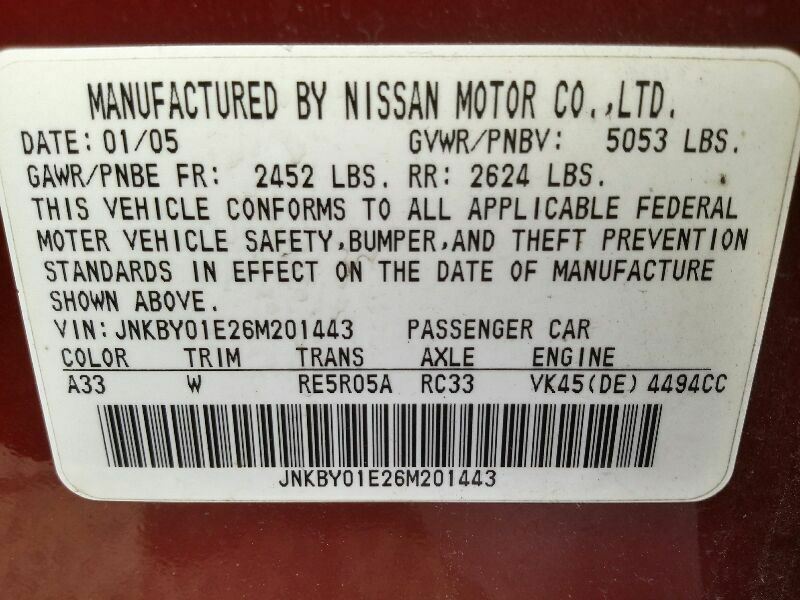 MANUFACTURED BY NISSAN MOTOR CO.,LTD.
DATE: 01/05 GVWR/PNBV: 5053 LBS.
GAWR/PNBE FR: 2452 LBS. RR: 2624 LBS.
THIS VEHICLE CONFORMS TO ALL APPLICABLE FEDERAL
MOTER VEHICLE SAFETY,BUMPER,AND THEFT PREVENTION
STANDARDS IN EFFECT ON THE DATE OF MANUFACTURE
SHOWN ABOVE.
VIN: JNKBY01E26M201443 PASSENGER CAR
COLOR TRIM TRANS AXLE ENGINE
A33 W RE5R05A RC33 VK45(DE) 4494CC
JNKBY01E26M201443